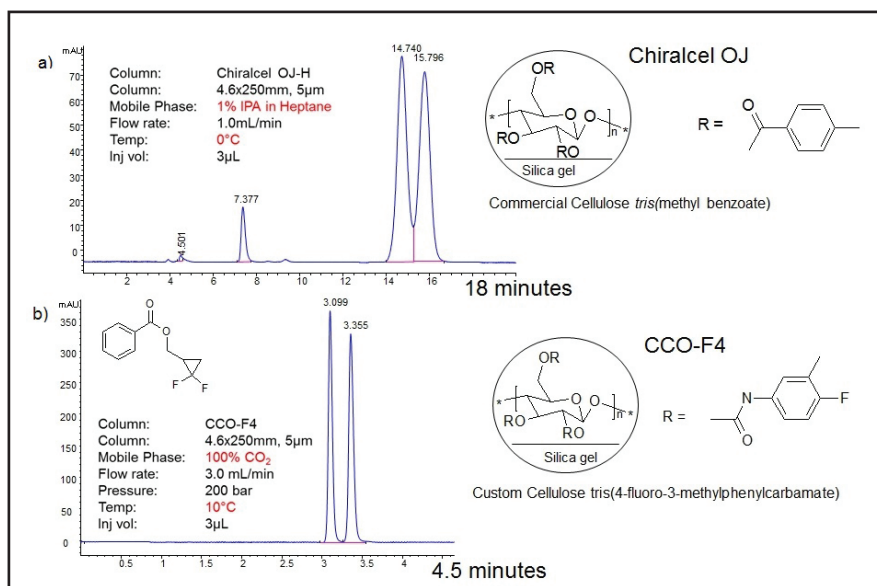 a)
mAU
70
60
50
40
30
20
10
0
Column: Chiralcel OJ-H
Column: 4.6x250mm, 5µm
Mobile Phase: 1% IPA in Heptane
Flow rate: 1.0mL/min
Temp: 0°C
Inj vol: 3µL
4.501
7.377
14.740
15.796
2 4 6 8 10 12 14 16
18 minutes
Chiralcel OJ
OR
O
O
*
O
*
n
RO
RO
Silica gel
R =
O
Commercial Cellulose tris(methyl benzoate)
b)
mAU
350
300
250
200
150
100
50
0
O
O
F
F
3.099
3.355
Column: CCO-F4
Column: 4.6x250mm, 5µm
Mobile Phase: 100% CO2
Flow rate: 3.0 mL/min
Pressure: 200 bar
Temp: 10°C
Inj vol: 3µL
0.5 1 1.5 2 2.5 3 3.5 4
4.5 minutes
CCO-F4
OR
O
O
*
O
*
n
RO
RO
Silica gel
R =
N
F
O
Custom Cellulose tris(4-fluoro-3-methylphenylcarbamate)